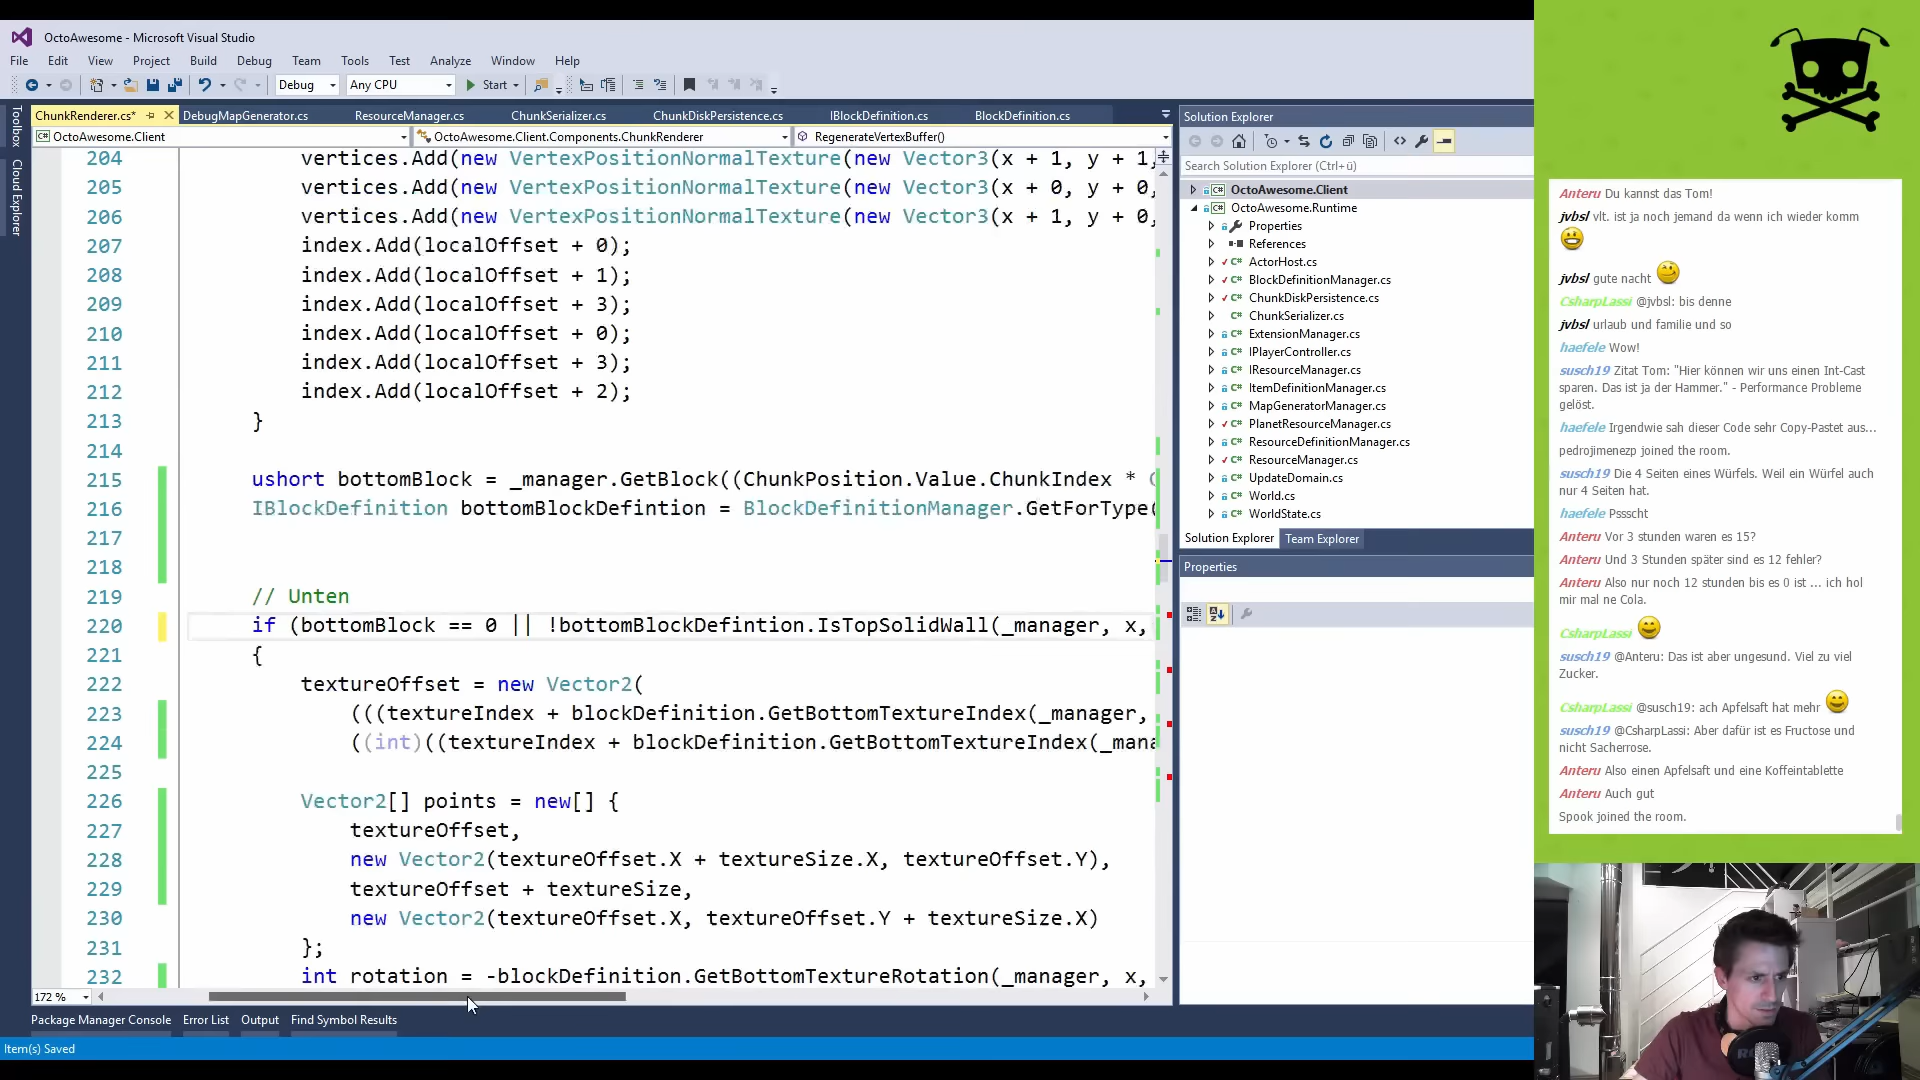 OctoAwesome - Microsoft Visual Studio
File Edit View Project Build Debug Team Tools Test Analyze Window Help
Debug Any CPU Start
ChunkRenderer.cs* DebugMapGenerator.cs ResourceManager.cs ChunkSerializer.cs ChunkDiskPersistence.cs IBlockDefinition.cs BlockDefinition.cs
OctoAwesome.Client OctoAwesome.Client.Components.ChunkRenderer RegenerateVertexBuffer()
Toolbox
Cloud Explorer
204 vertices.Add(new VertexPositionNormalTexture(new Vector3(x + 1, y + 1,
205 vertices.Add(new VertexPositionNormalTexture(new Vector3(x + 0, y + 0,
206 vertices.Add(new VertexPositionNormalTexture(new Vector3(x + 1, y + 0,
207 index.Add(localOffset + 0);
208 index.Add(localOffset + 1);
209 index.Add(localOffset + 3);
210 index.Add(localOffset + 0);
211 index.Add(localOffset + 3);
212 index.Add(localOffset + 2);
213 }
214
215 ushort bottomBlock = _manager.GetBlock((ChunkPosition.Value.ChunkIndex *
216 IBlockDefinition bottomBlockDefintion = BlockDefinitionManager.GetForType(
217
218
219 // Unten
220 if (bottomBlock == 0 || !bottomBlockDefintion.IsTopSolidWall(_manager, x,
221 {
222 textureOffset = new Vector2(
223 (((textureIndex + blockDefinition.GetBottomTextureIndex(_manager,
224 ((int)((textureIndex + blockDefinition.GetBottomTextureIndex(_mana
225
226 Vector2[] points = new[] {
227 textureOffset,
228 new Vector2(textureOffset.X + textureSize.X, textureOffset.Y),
229 textureOffset + textureSize,
230 new Vector2(textureOffset.X, textureOffset.Y + textureSize.X)
231 };
232 int rotation = -blockDefinition.GetBottomTextureRotation(_manager, x,
172 %
Package Manager Console Error List Output Find Symbol Results
Item(s) Saved
Solution Explorer
Search Solution Explorer (Ctrl+ü)
OctoAwesome.Client
OctoAwesome.Runtime
Properties
References
ActorHost.cs
BlockDefinitionManager.cs
ChunkDiskPersistence.cs
ChunkSerializer.cs
ExtensionManager.cs
IPlayerController.cs
IResourceManager.cs
ItemDefinitionManager.cs
MapGeneratorManager.cs
PlanetResourceManager.cs
ResourceDefinitionManager.cs
ResourceManager.cs
UpdateDomain.cs
World.cs
WorldState.cs
Solution Explorer Team Explorer
Properties
Anteru Du kannst das Tom!
jvbsl vlt. ist ja noch jemand da wenn ich wieder komm
jvbsl gute nacht
CsharpLassi @jvbsl: bis denne
jvbsl urlaub und familie und so
haefele Wow!
susch19 Zitat Tom: "Hier können wir uns einen Int-Cast
sparen. Das ist ja der Hammer." - Performance Probleme
gelöst.
haefele Irgendwie sah dieser Code sehr Copy-Pastet aus...
pedrojimenezp joined the room.
susch19 Die 4 Seiten eines Würfels. Weil ein Würfel auch
nur 4 Seiten hat.
haefele Pssscht
Anteru Vor 3 stunden waren es 15?
Anteru Und 3 Stunden später sind es 12 fehler?
Anteru Also nur noch 12 stunden bis es 0 ist ... ich hol
mir mal ne Cola.
CsharpLassi
susch19 @Anteru: Das ist aber ungesund. Viel zu viel
Zucker.
CsharpLassi @susch19: ach Apfelsaft hat mehr
susch19 @CsharpLassi: Aber dafür ist es Fructose und
nicht Sacherrose.
Anteru Also einen Apfelsaft und eine Koffeintablette
Anteru Auch gut
Spook joined the room.